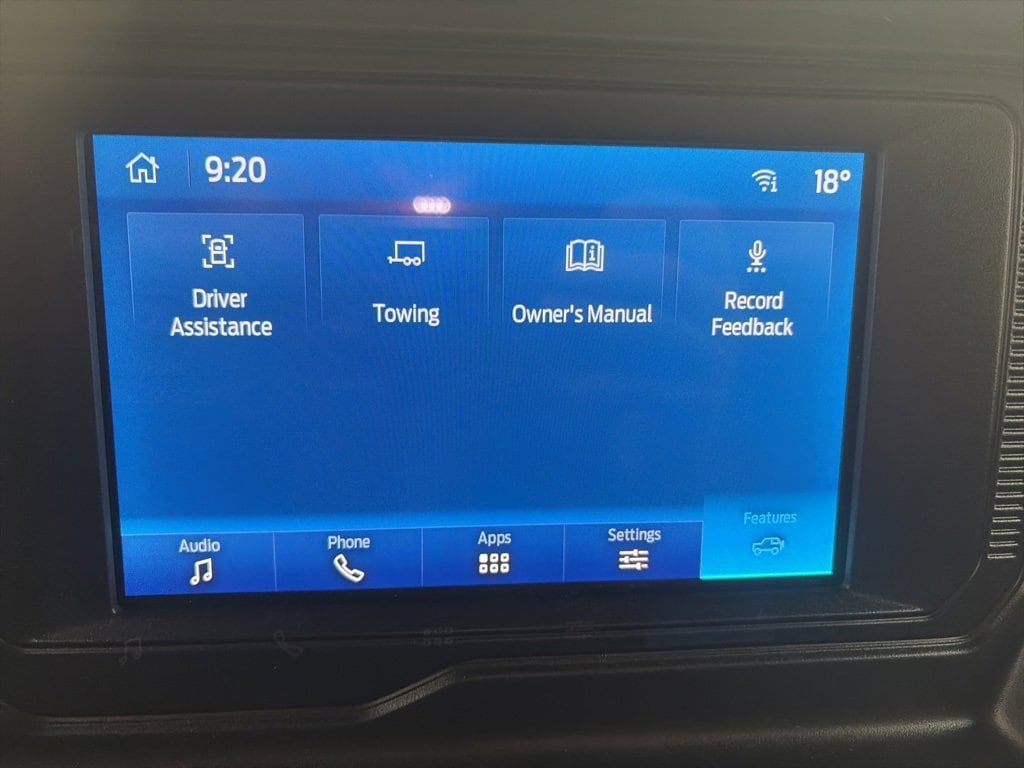 9:20
18°
Driver
Assistance
Towing
Owner's Manual
Record
Feedback
Audio
Phone
Apps
Settings
Features